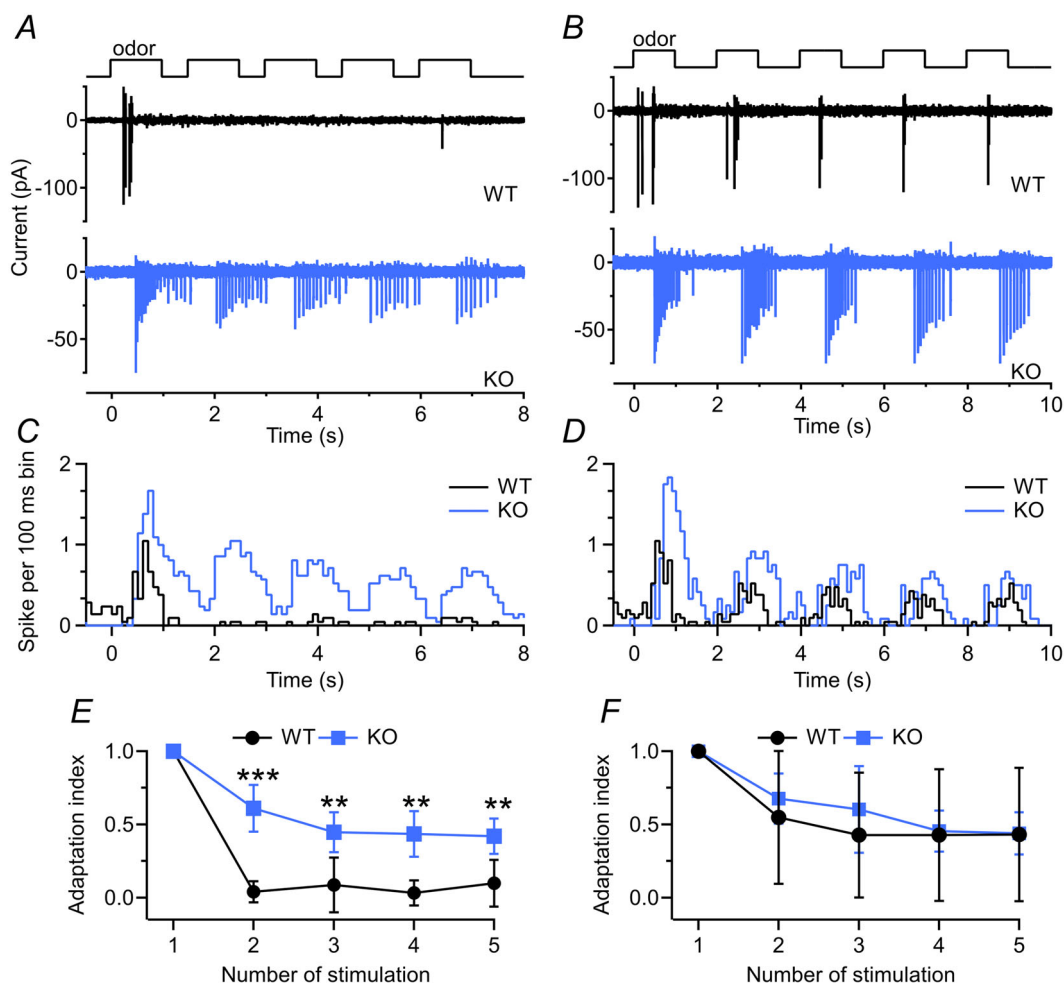 A
odor
0
-100
WT
Current (pA)
0
-50
KO
0 2 4 6 8
Time (s)
B
odor
0
-100
WT
0
-50
KO
0 2 4 6 8 10
Time (s)
C
2
1
0
Spike per 100 ms bin
WT
KO
0 2 4 6 8
Time (s)
D
2
1
0
WT
KO
0 2 4 6 8 10
Time (s)
E
WT KO
1.0
0.5
0.0
Adaptation index
*** ** ** **
1 2 3 4 5
Number of stimulation
F
WT KO
1.0
0.5
0.0
Adaptation index
1 2 3 4 5
Number of stimulation